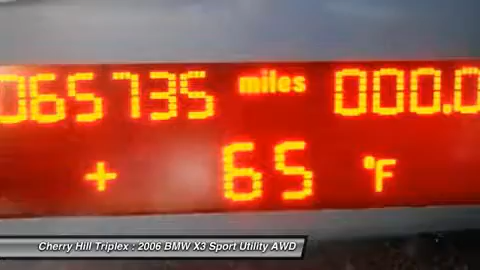 065735 miles 000.0
+ 65 °F
Cherry Hill Triplex : 2006 BMW X3 Sport Utility AWD